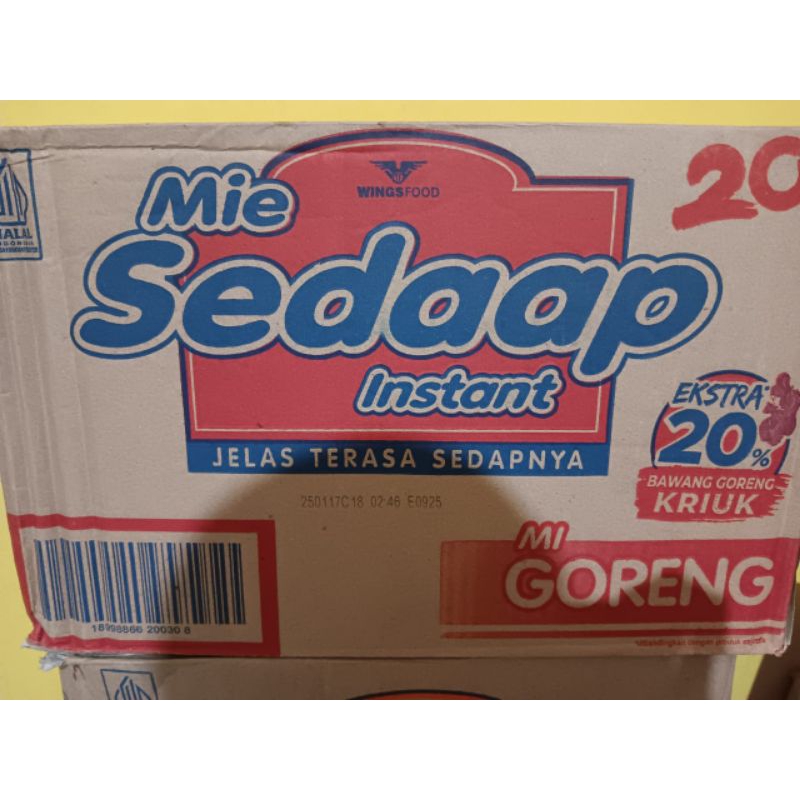 WINGSFOOD
Mie
Sedaap
Instant
JELAS TERASA SEDAPNYA
20
EKSTRA*
20%
BAWANG GORENG
KRIUK
250117C18 02:46 E0925
MI
GORENG
18998866 20030 8